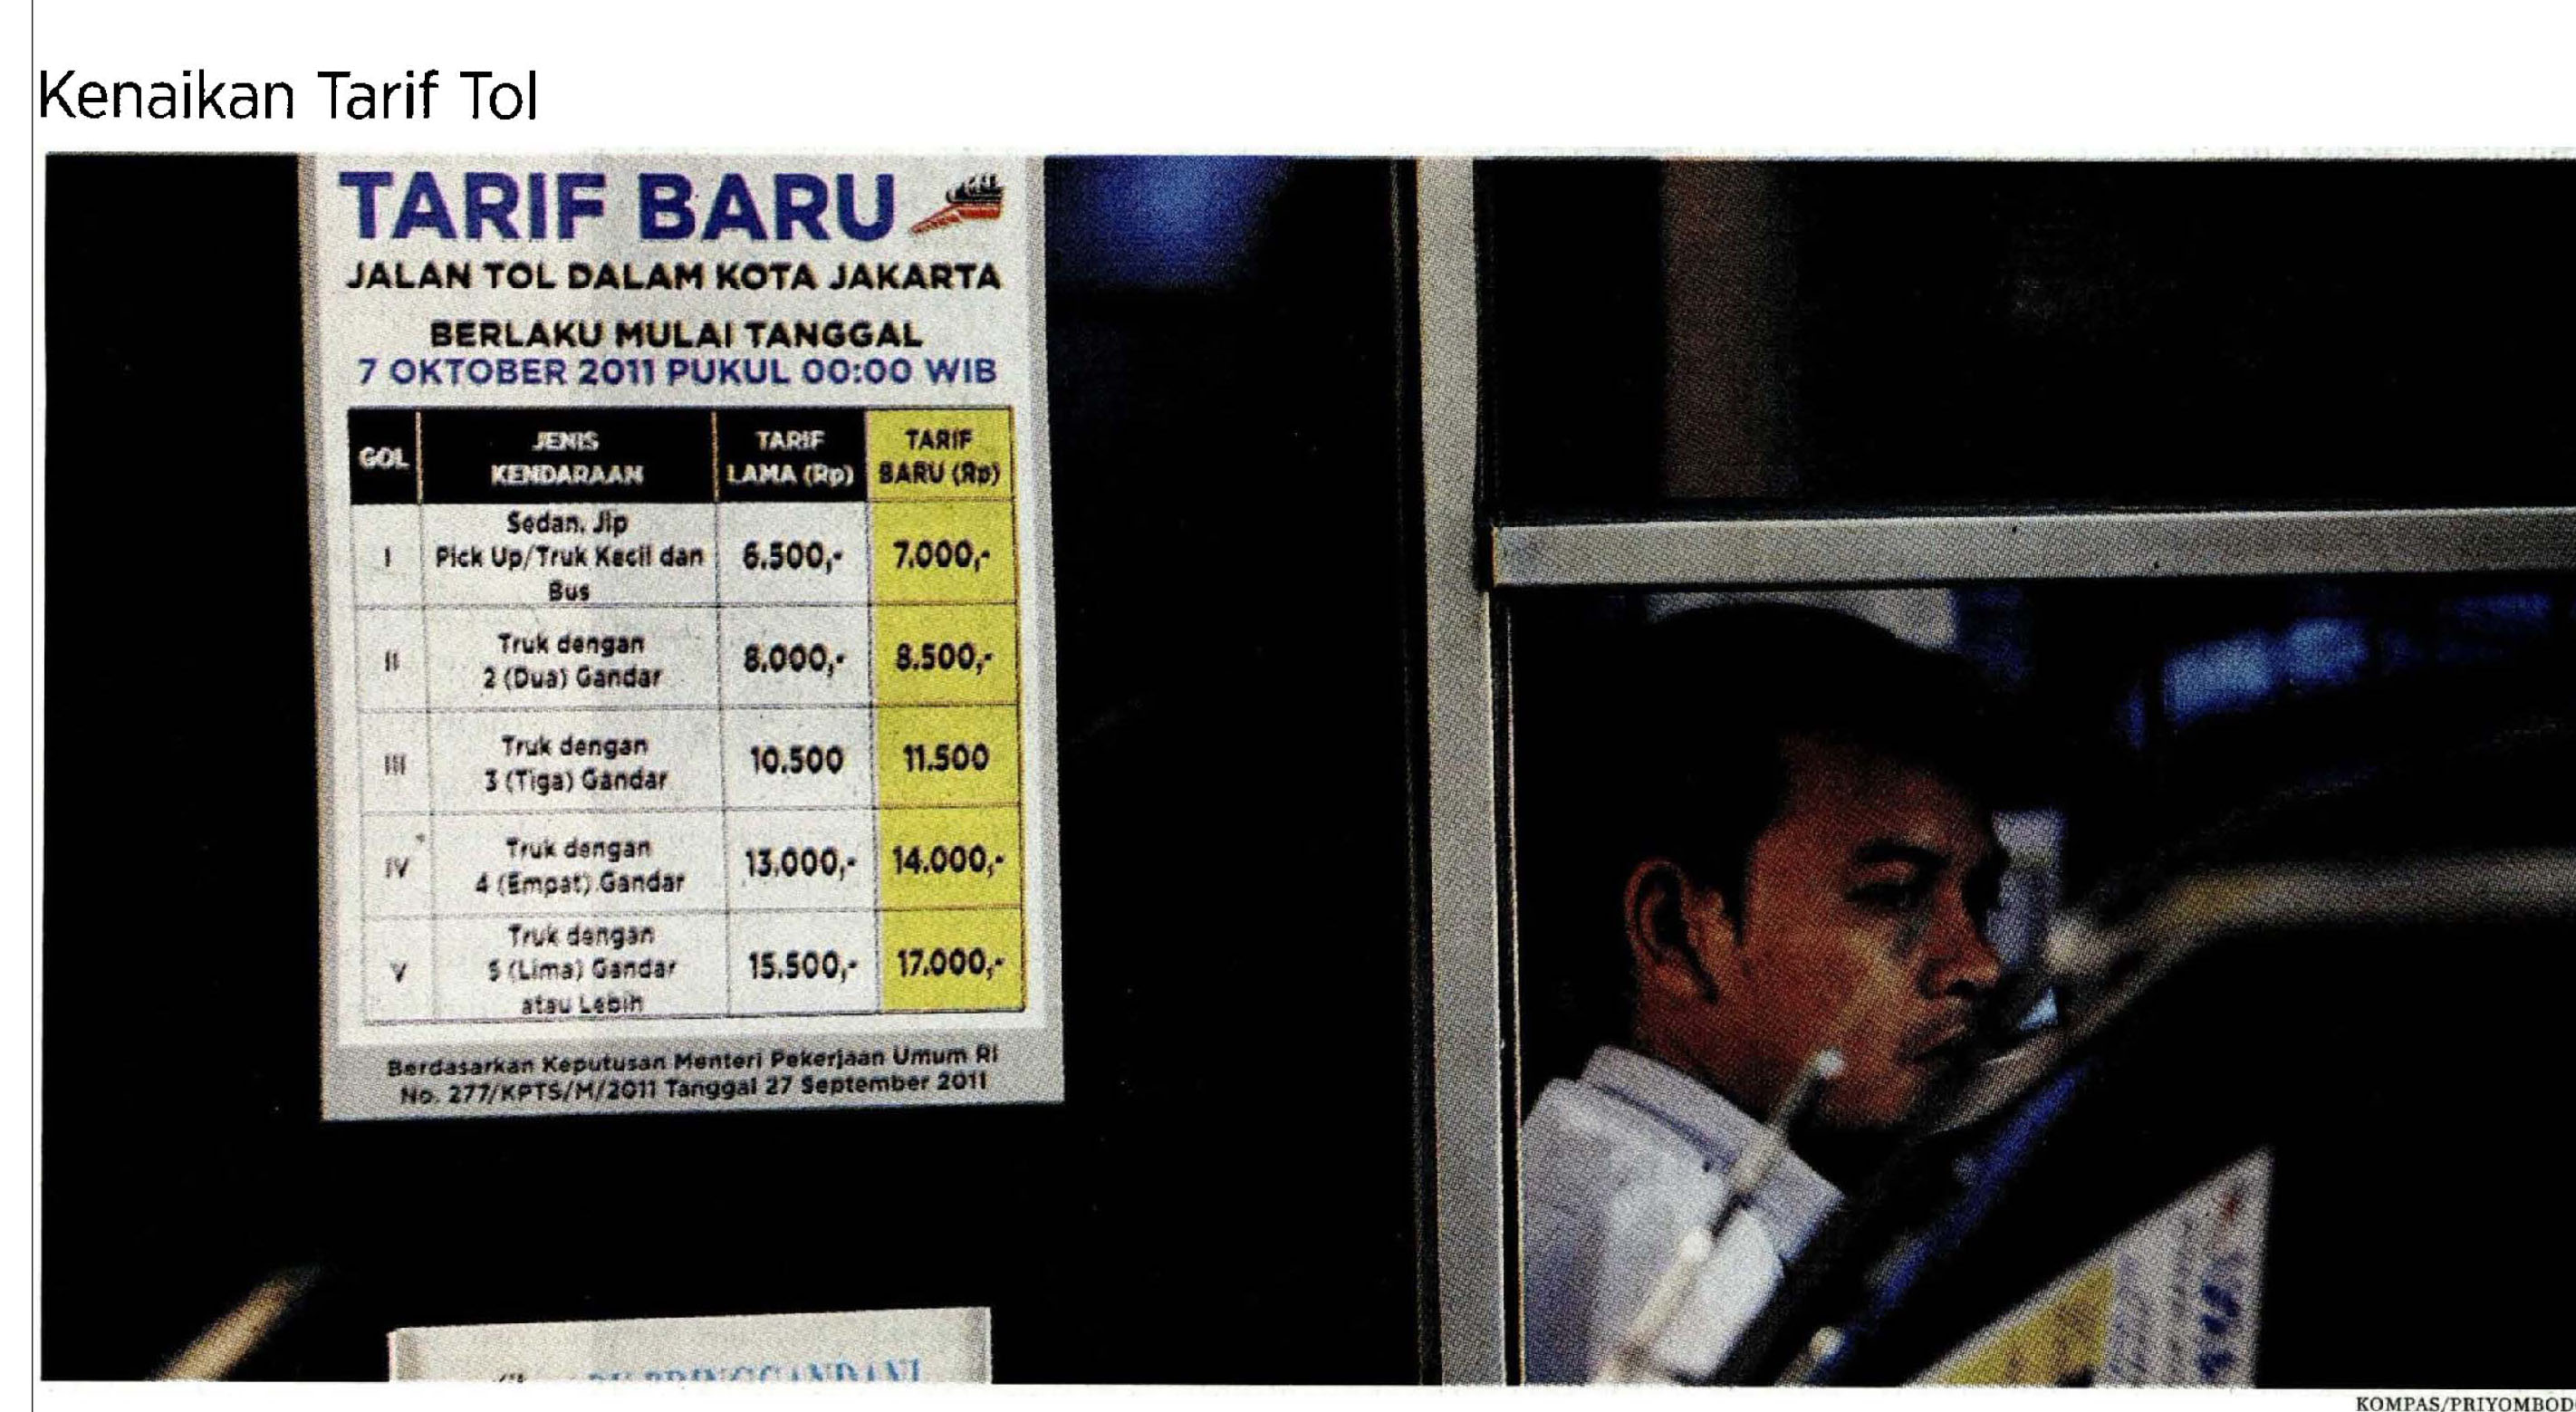 Kenaikan Tarif Tol
TARIF BARU
JALAN TOL DALAM KOTA JAKARTA
BERLAKU MULAI TANGGAL
7 OKTOBER 2011 PUKUL 00:00 WIB
GOL
JENIS
KENDARAAN
TARIF
LAMA (Rp)
TARIF
BARU (Rp)
I
Sedan, Jip
Pick Up/Truk Kecil dan
Bus
6.500,-
7.000,-
II
Truk dengan
2 (Dua) Gandar
8.000,-
8.500,-
III
Truk dengan
3 (Tiga) Gandar
10.500
11.500
IV
Truk dengan
4 (Empat) Gandar
13.000,-
14.000,-
V
Truk dengan
5 (Lima) Gandar
atau Lebih
15.500,-
17.000,-
Berdasarkan Keputusan Menteri Pekerjaan Umum RI
No. 277/KPTS/M/2011 Tanggal 27 September 2011
KOMPAS/PRIYOMBOD